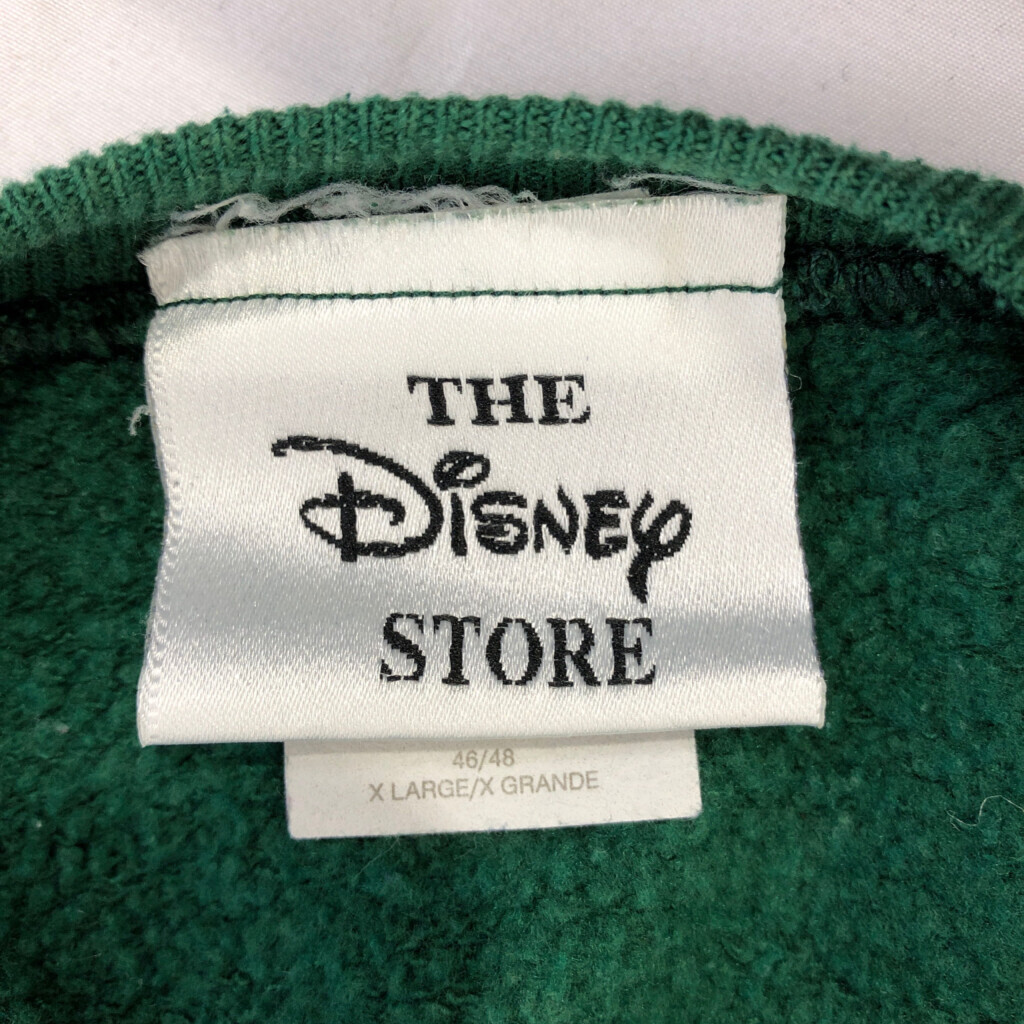 THE
Disney
STORE
46/48
X LARGE/X GRANDE